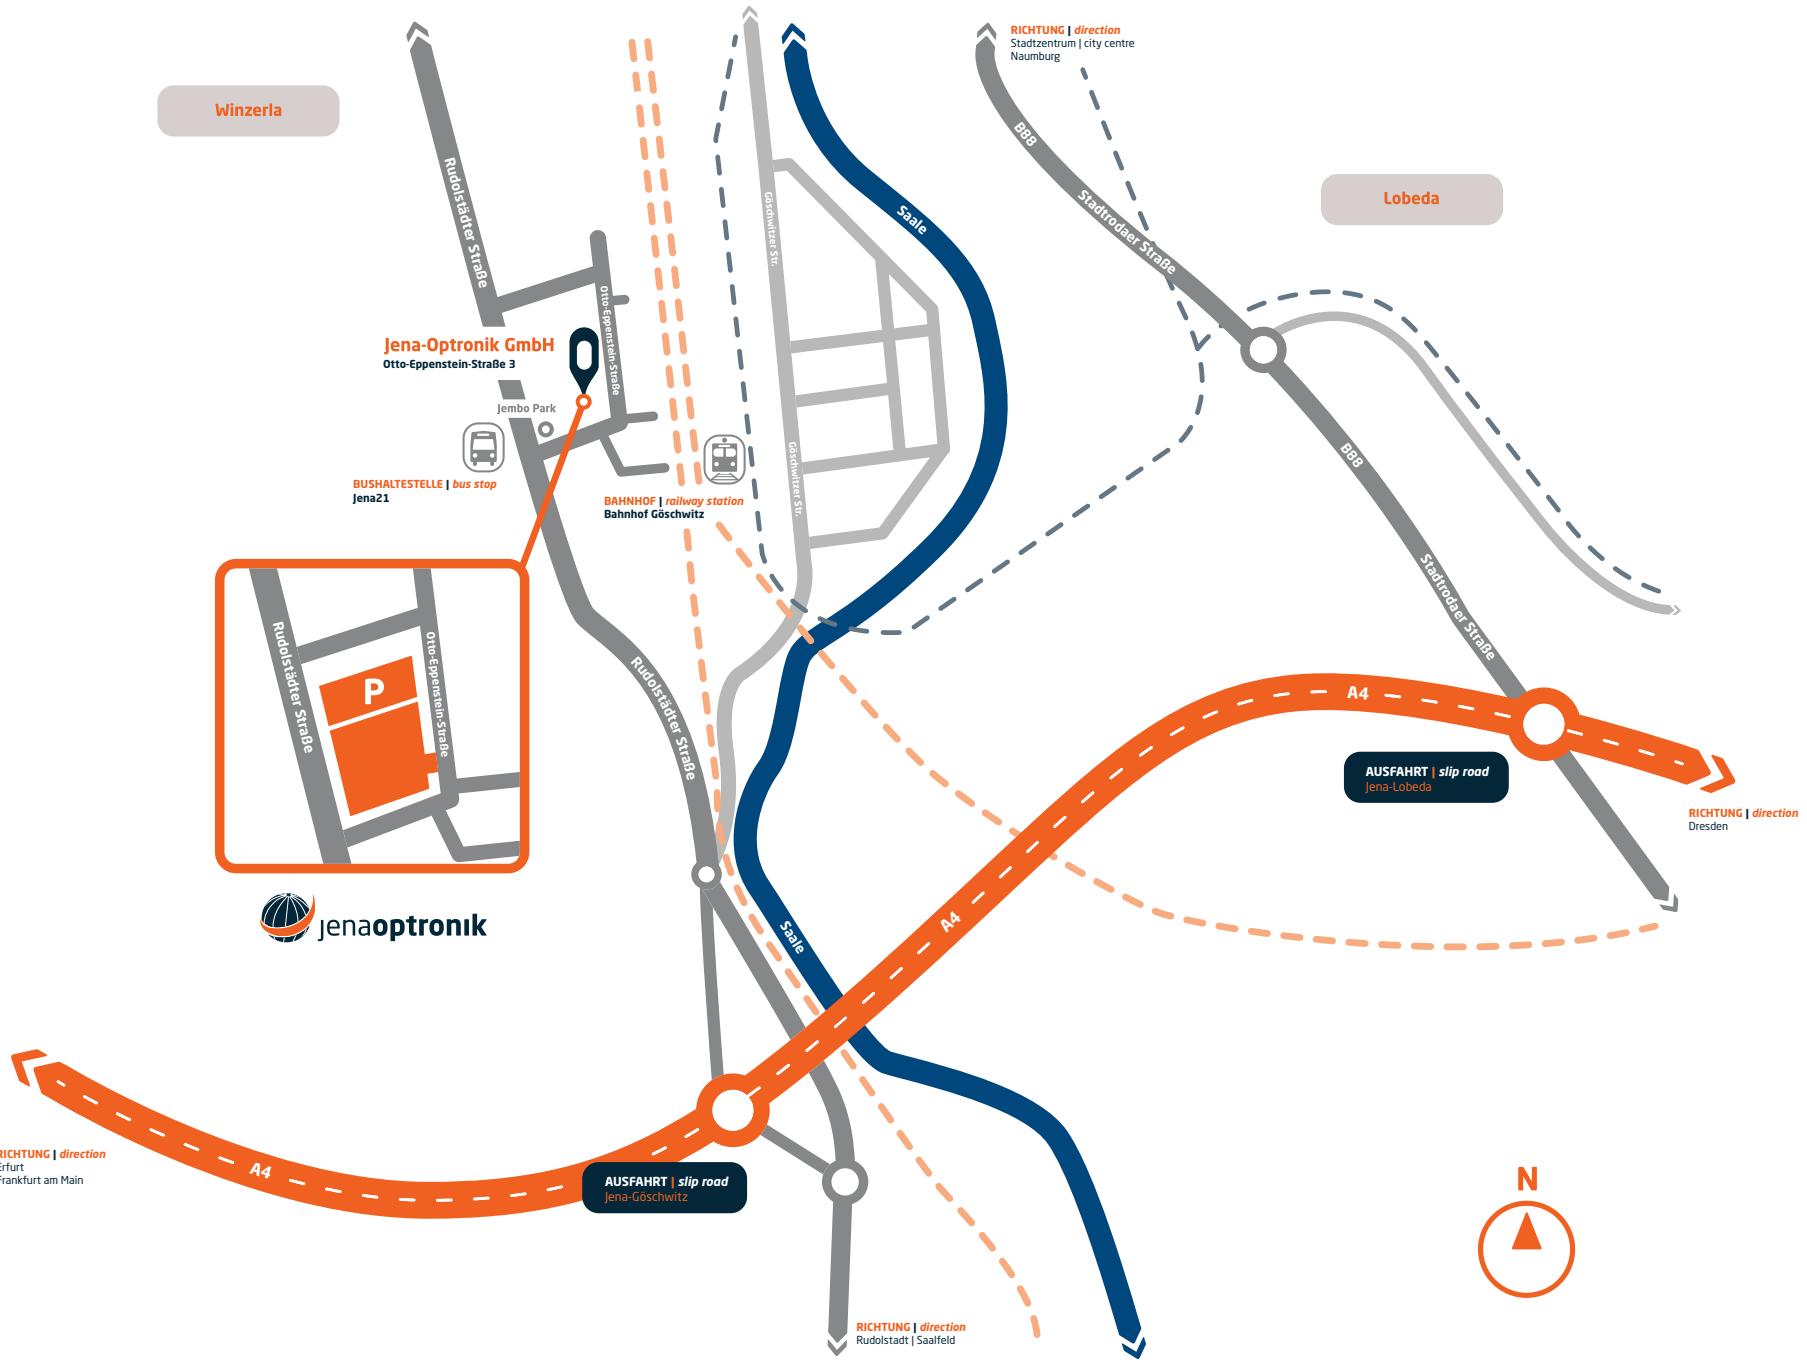 RICHTUNG | direction
Stadtzentrum | city centre
Naumburg
Winzerla
Lobeda
B88
Stadtrodaer Straße
Rudolstädter Straße
Göschwitzer Str.
Saale
Otto-Eppenstein-Straße
Jena-Optronik GmbH
Otto-Eppenstein-Straße 3
Jembo Park
BUSHALTESTELLE | bus stop
Jena21
BAHNHOF | railway station
Bahnhof Göschwitz
Göschwitzer Str.
B88
Stadtrodaer Straße
Rudolstädter Straße
Rudolstädter Straße
Otto-Eppenstein-Straße
P
A4
AUSFAHRT | slip road
Jena-Lobeda
RICHTUNG | direction
Dresden
jenaoptronik
Saale
A4
RICHTUNG | direction
Erfurt
Frankfurt am Main
A4
AUSFAHRT | slip road
Jena-Göschwitz
N
RICHTUNG | direction
Rudolstadt | Saalfeld